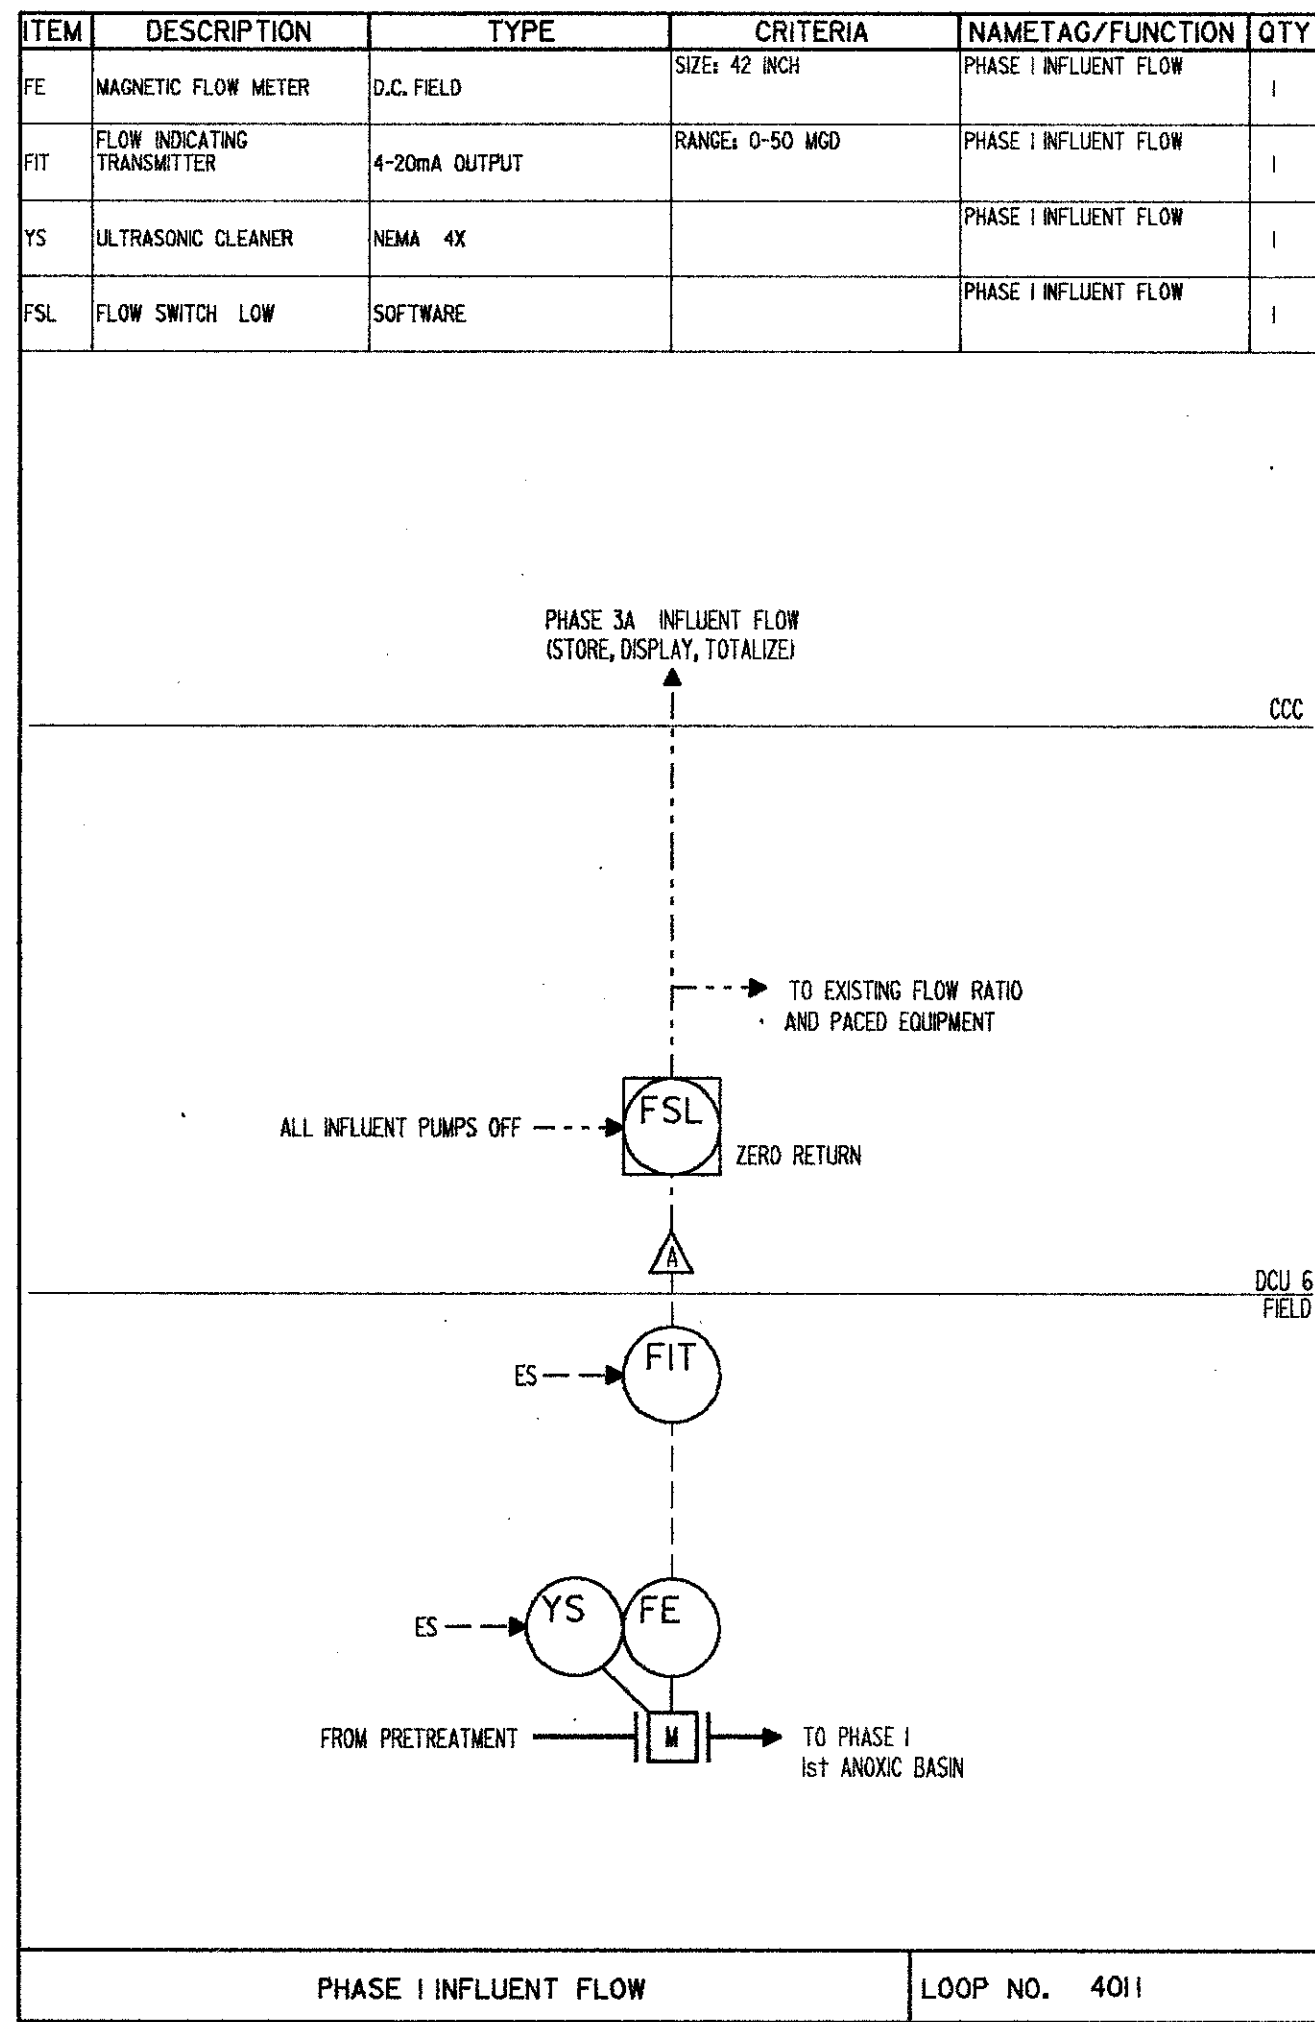 ITEM DESCRIPTION TYPE CRITERIA NAMETAG/FUNCTION QTY
FE MAGNETIC FLOW METER D.C. FIELD SIZE: 42 INCH PHASE I INFLUENT FLOW 1
FLOW INDICATING
FIT TRANSMITTER 4-20mA OUTPUT RANGE: 0-50 MGD PHASE I INFLUENT FLOW 1
YS ULTRASONIC CLEANER NEMA 4X PHASE I INFLUENT FLOW 1
FSL FLOW SWITCH LOW SOFTWARE PHASE I INFLUENT FLOW 1
PHASE 3A INFLUENT FLOW
(STORE, DISPLAY, TOTALIZE)
CCC
TO EXISTING FLOW RATIO
AND PACED EQUIPMENT
FSL
ALL INFLUENT PUMPS OFF
ZERO RETURN
A
DCU 6
FIELD
FIT
ES
YS FE
ES
FROM PRETREATMENT M TO PHASE I
1st ANOXIC BASIN
PHASE I INFLUENT FLOW LOOP NO. 4011